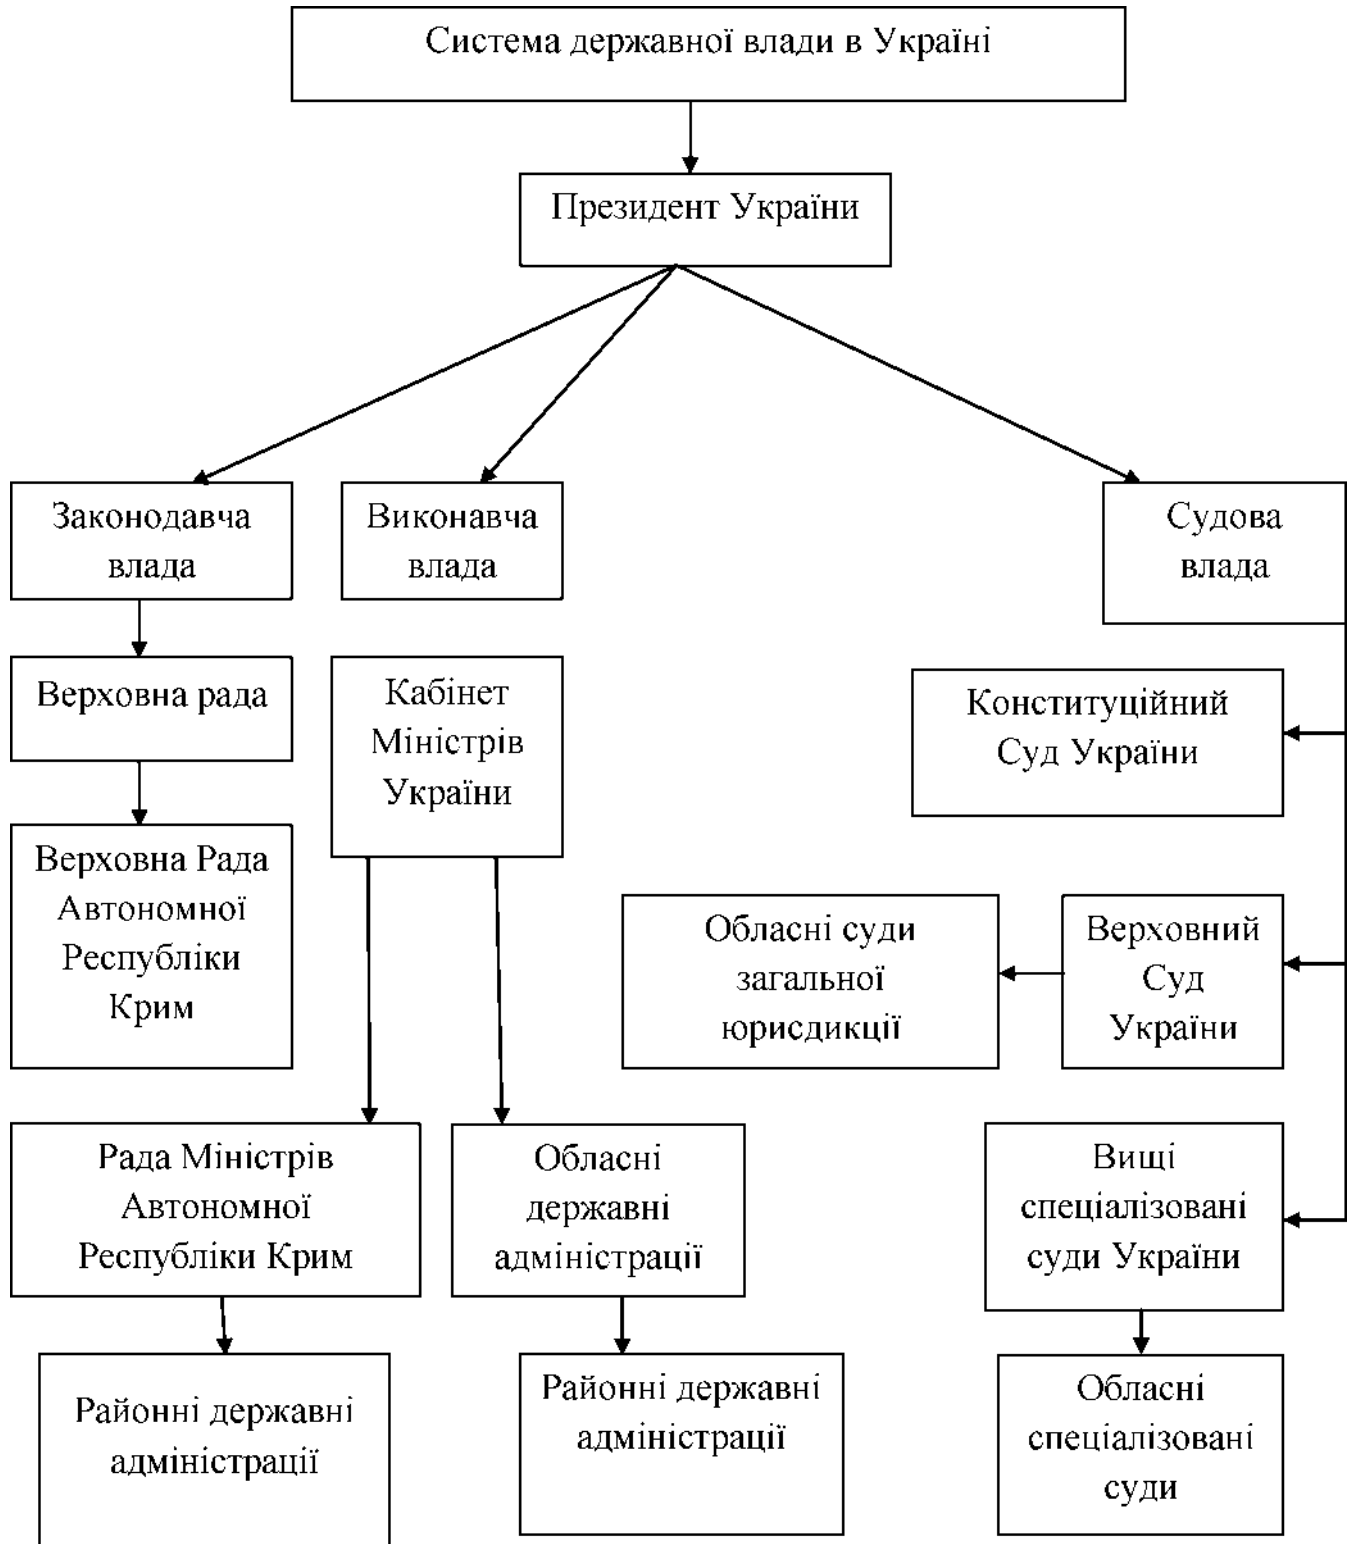 Система державної влади в Україні
Президент України
Законодавча
влада
Виконавча
влада
Судова
влада
Верховна рада
Кабінет
Міністрів
України
Конституційний
Суд України
Верховна Рада
Автономної
Республіки
Крим
Обласні суди
загальної
юрисдикції
Верховний
Суд
України
Рада Міністрів
Автономної
Республіки Крим
Обласні
державні
адміністрації
Вищі
спеціалізовані
суди України
Районні державні
адміністрації
Районні державні
адміністрації
Обласні
спеціалізовані
суди